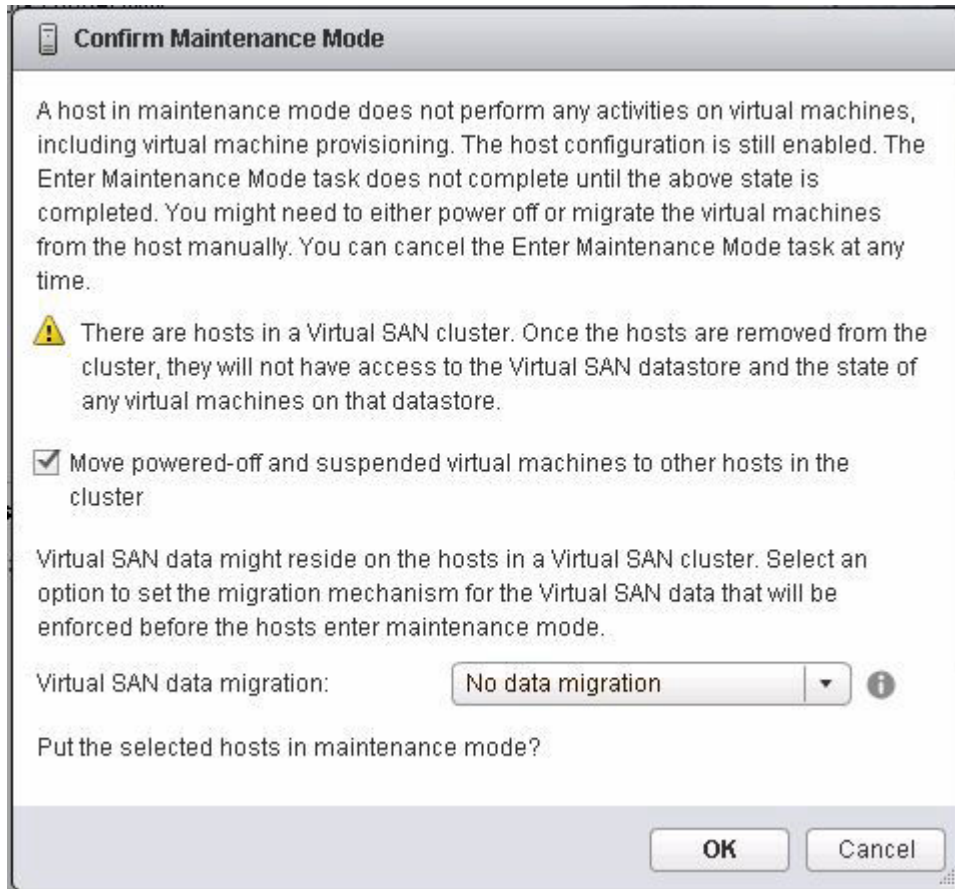 Confirm Maintenance Mode
A host in maintenance mode does not perform any activities on virtual machines,
including virtual machine provisioning. The host configuration is still enabled. The
Enter Maintenance Mode task does not complete until the above state is
completed. You might need to either power off or migrate the virtual machines
from the host manually. You can cancel the Enter Maintenance Mode task at any
time.
There are hosts in a Virtual SAN cluster. Once the hosts are removed from the
cluster, they will not have access to the Virtual SAN datastore and the state of
any virtual machines on that datastore.
Move powered-off and suspended virtual machines to other hosts in the
cluster
Virtual SAN data might reside on the hosts in a Virtual SAN cluster. Select an
option to set the migration mechanism for the Virtual SAN data that will be
enforced before the hosts enter maintenance mode.
Virtual SAN data migration: No data migration
Put the selected hosts in maintenance mode?
OK Cancel